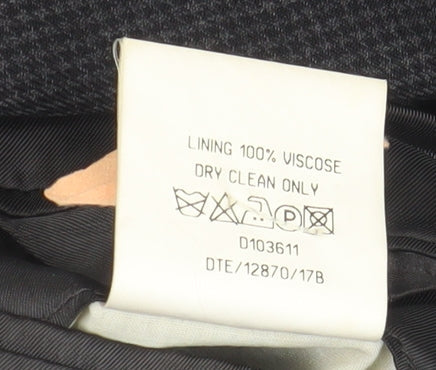 LINING 100% VISCOSE
DRY CLEAN ONLY
P
D103611
DTE/12870/17B